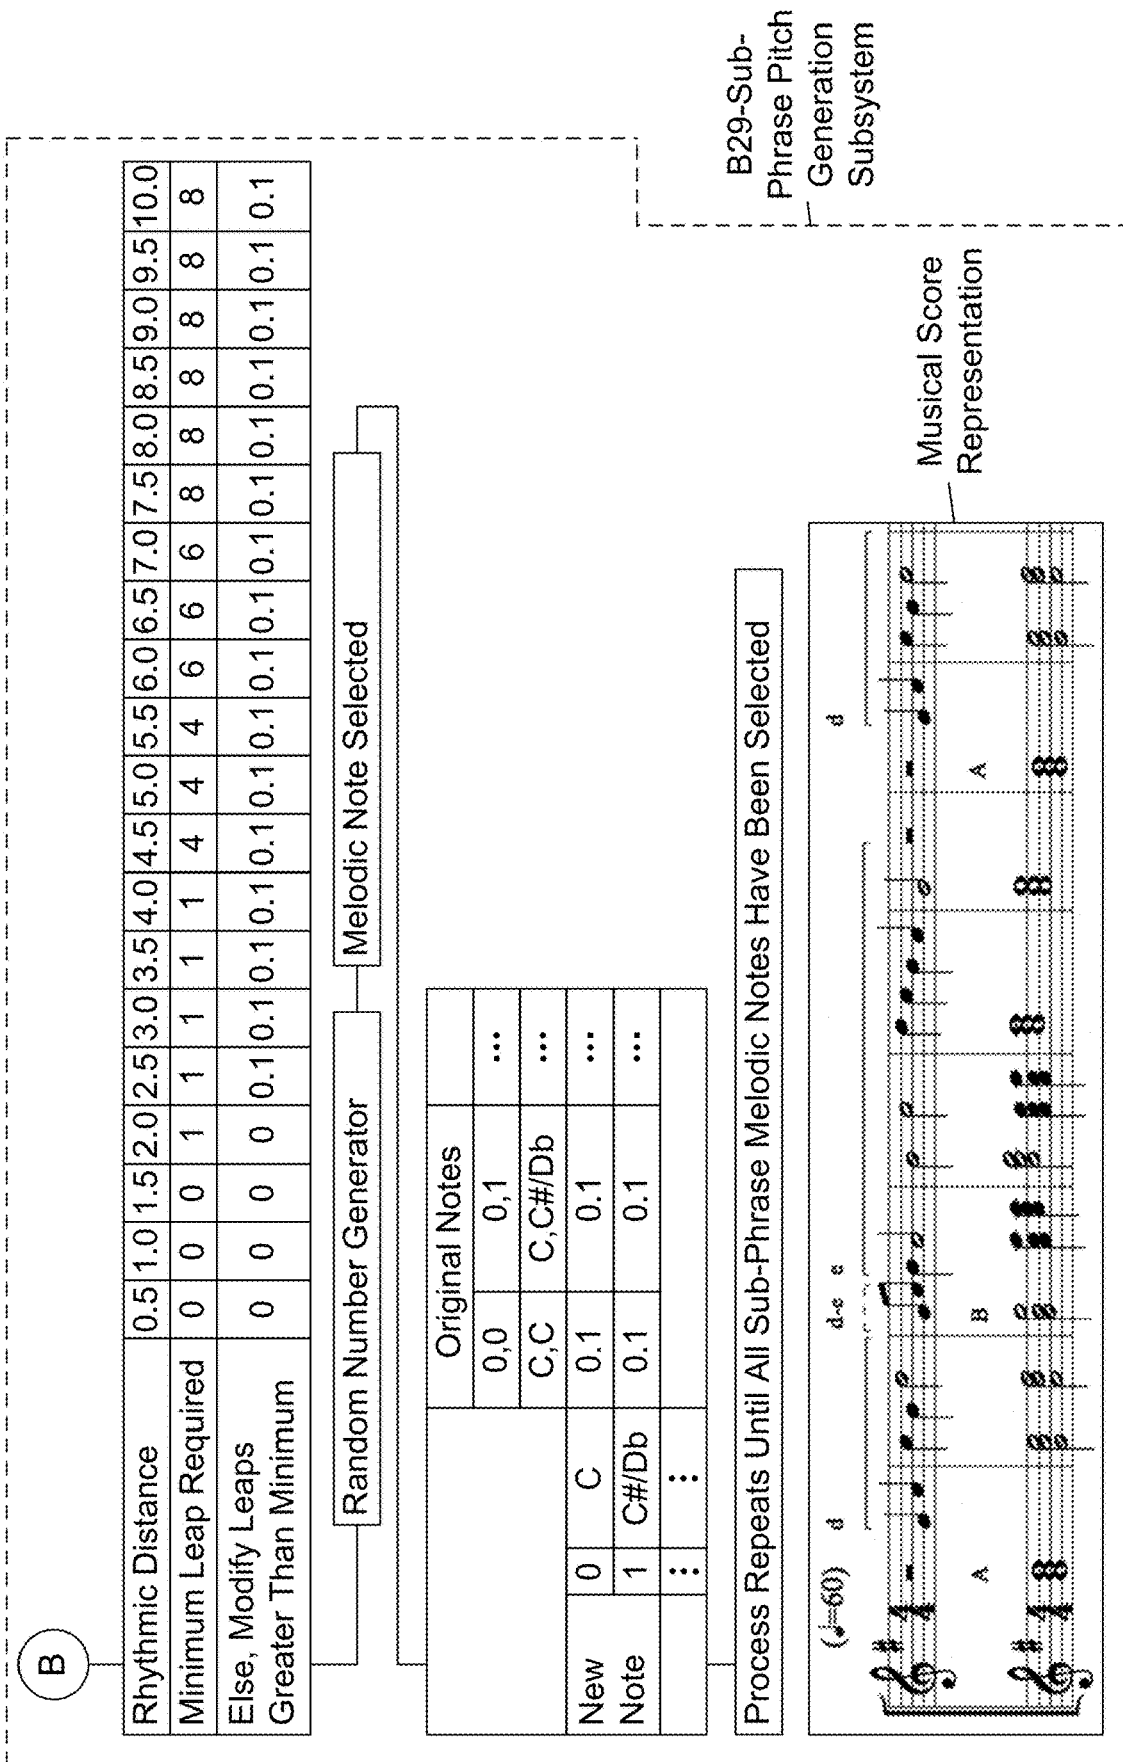 B
Rhythmic Distance 0.5 1.0 1.5 2.0 2.5 3.0 3.5 4.0 4.5 5.0 5.5 6.0 6.5 7.0 7.5 8.0 8.5 9.0 9.5 10.0
Minimum Leap Required 0 0 0 1 1 1 1 1 4 4 4 6 6 6 8 8 8 8 8 8
Else, Modify Leaps
Greater Than Minimum 0 0 0 0 0.1 0.1 0.1 0.1 0.1 0.1 0.1 0.1 0.1 0.1 0.1 0.1 0.1 0.1 0.1 0.1
Random Number Generator Melodic Note Selected
Original Notes
0,0 0,1 ...
C,C C,C#/Db ...
New 0 C 0.1 0.1 ...
Note 1 C#/Db 0.1 0.1 ...
⋮ ⋮
Process Repeats Until All Sub-Phrase Melodic Notes Have Been Selected
(♩=60) d d-c d
4 4
A B A
4 4
Musical Score
Representation
B29-Sub-
Phrase Pitch
Generation
Subsystem